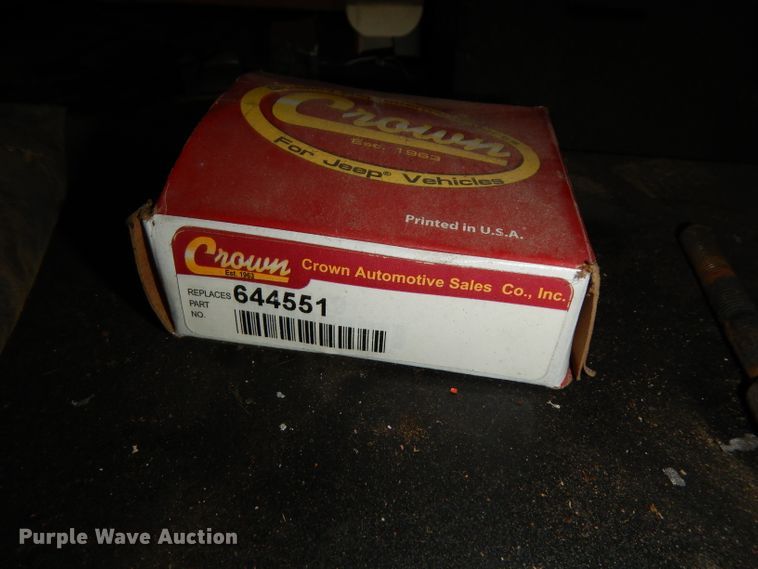 Crown
Est. 1963
For Jeep® Vehicles
Printed in U.S.A.
Crown
Est. 1963
Crown Automotive Sales Co., Inc.
REPLACES 644551
PART
NO.
Purple Wave Auction